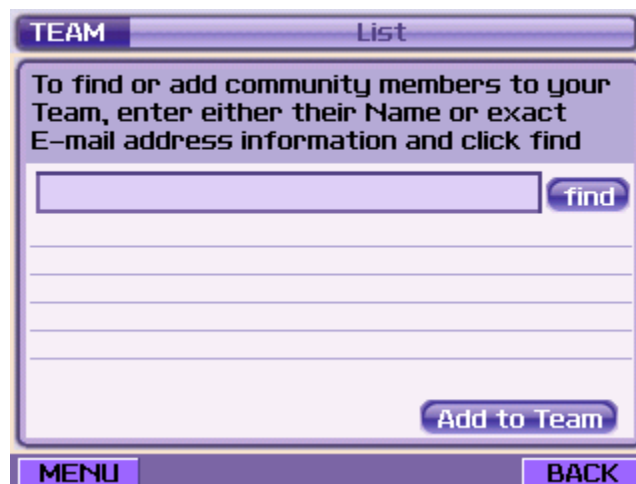 TEAM List
To find or add community members to your
Team, enter either their Name or exact
E-mail address information and click find
find
Add to Team
MENU BACK